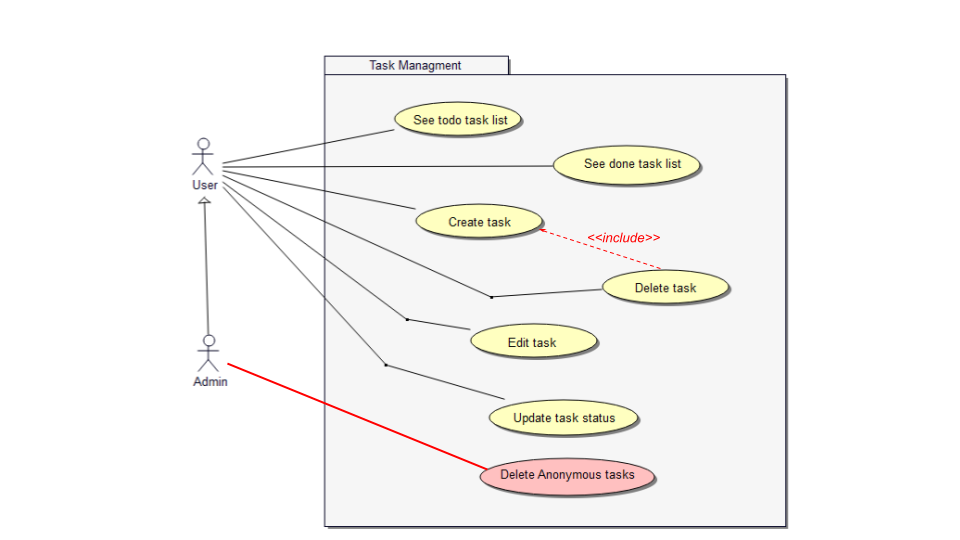 Task Managment
See todo task list
See done task list
User
Create task
<<include>>
Delete task
Edit task
Admin
Update task status
Delete Anonymous tasks